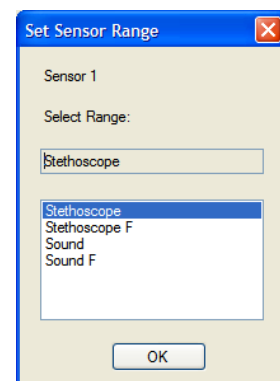 Set Sensor Range
Sensor 1
Select Range:
Stethoscope
Stethoscope
Stethoscope F
Sound
Sound F
OK